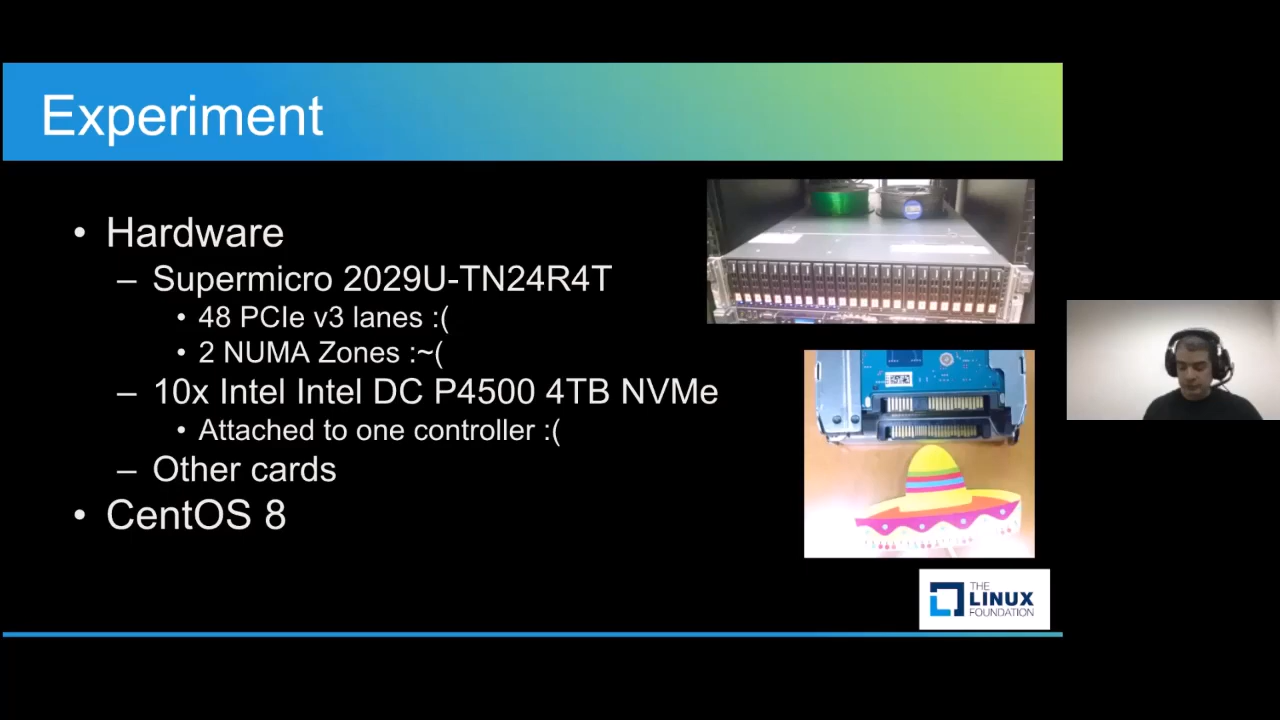 Experiment
• Hardware
– Supermicro 2029U-TN24R4T
• 48 PCIe v3 lanes :(
• 2 NUMA Zones :~(
– 10x Intel Intel DC P4500 4TB NVMe
• Attached to one controller :(
– Other cards
• CentOS 8
THE
LINUX
FOUNDATION